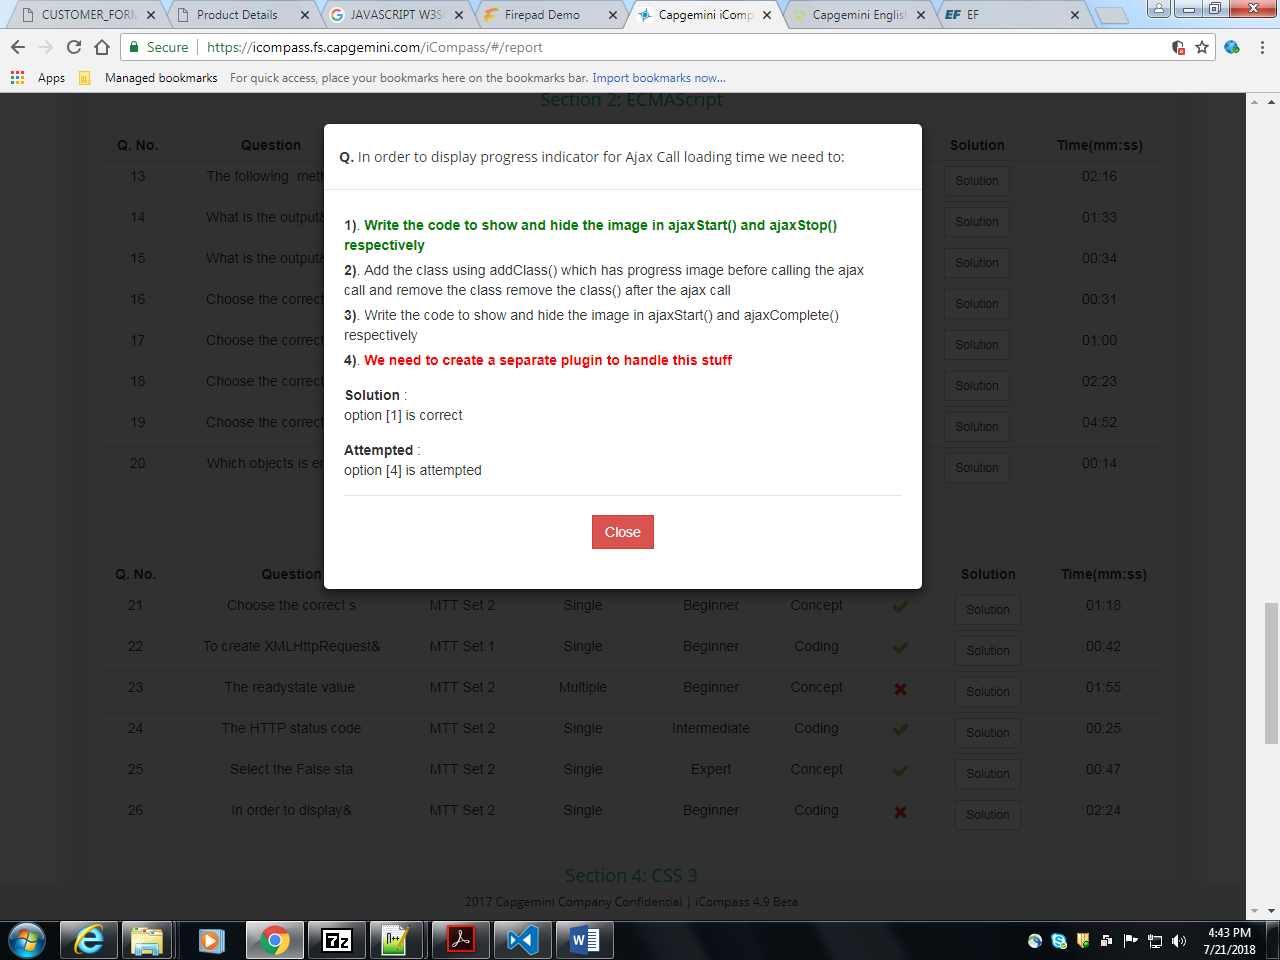 CUSTOMER_FORM
Product Details
JAVASCRIPT W3S
Firepad Demo
Capgemini iComp
Capgemini English
EF EF
Secure https://icompass.fs.capgemini.com/iCompass/#/report
Apps Managed bookmarks For quick access, place your bookmarks here on the bookmarks bar. Import bookmarks now...
Section 2: ECMAScript
Q. No. Question Solution Time(mm:ss)
13 The following met Solution 02:16
14 What is the output& Solution 01:33
15 What is the output& Solution 00:34
16 Choose the correct Solution 00:31
17 Choose the correct Solution 01:00
18 Choose the correct Solution 02:23
19 Choose the correct Solution 04:52
20 Which objects is er Solution 00:14
Q. In order to display progress indicator for Ajax Call loading time we need to:
1). Write the code to show and hide the image in ajaxStart() and ajaxStop()
respectively
2). Add the class using addClass() which has progress image before calling the ajax
call and remove the class remove the class() after the ajax call
3). Write the code to show and hide the image in ajaxStart() and ajaxComplete()
respectively
4). We need to create a separate plugin to handle this stuff
Solution :
option [1] is correct
Attempted :
option [4] is attempted
Close
Q. No. Question Solution Time(mm:ss)
21 Choose the correct s MTT Set 2 Single Beginner Concept Solution 01:18
22 To create XMLHttpRequest& MTT Set 1 Single Beginner Coding Solution 00:42
23 The readystate value MTT Set 2 Multiple Beginner Concept Solution 01:55
24 The HTTP status code MTT Set 2 Single Intermediate Coding Solution 00:25
25 Select the False sta MTT Set 2 Single Expert Concept Solution 00:47
26 In order to display& MTT Set 2 Single Beginner Coding Solution 02:24
Section 4: CSS 3
2017 Capgemini Company Confidential | iCompass 4.9 Beta
4:43 PM
7/21/2018